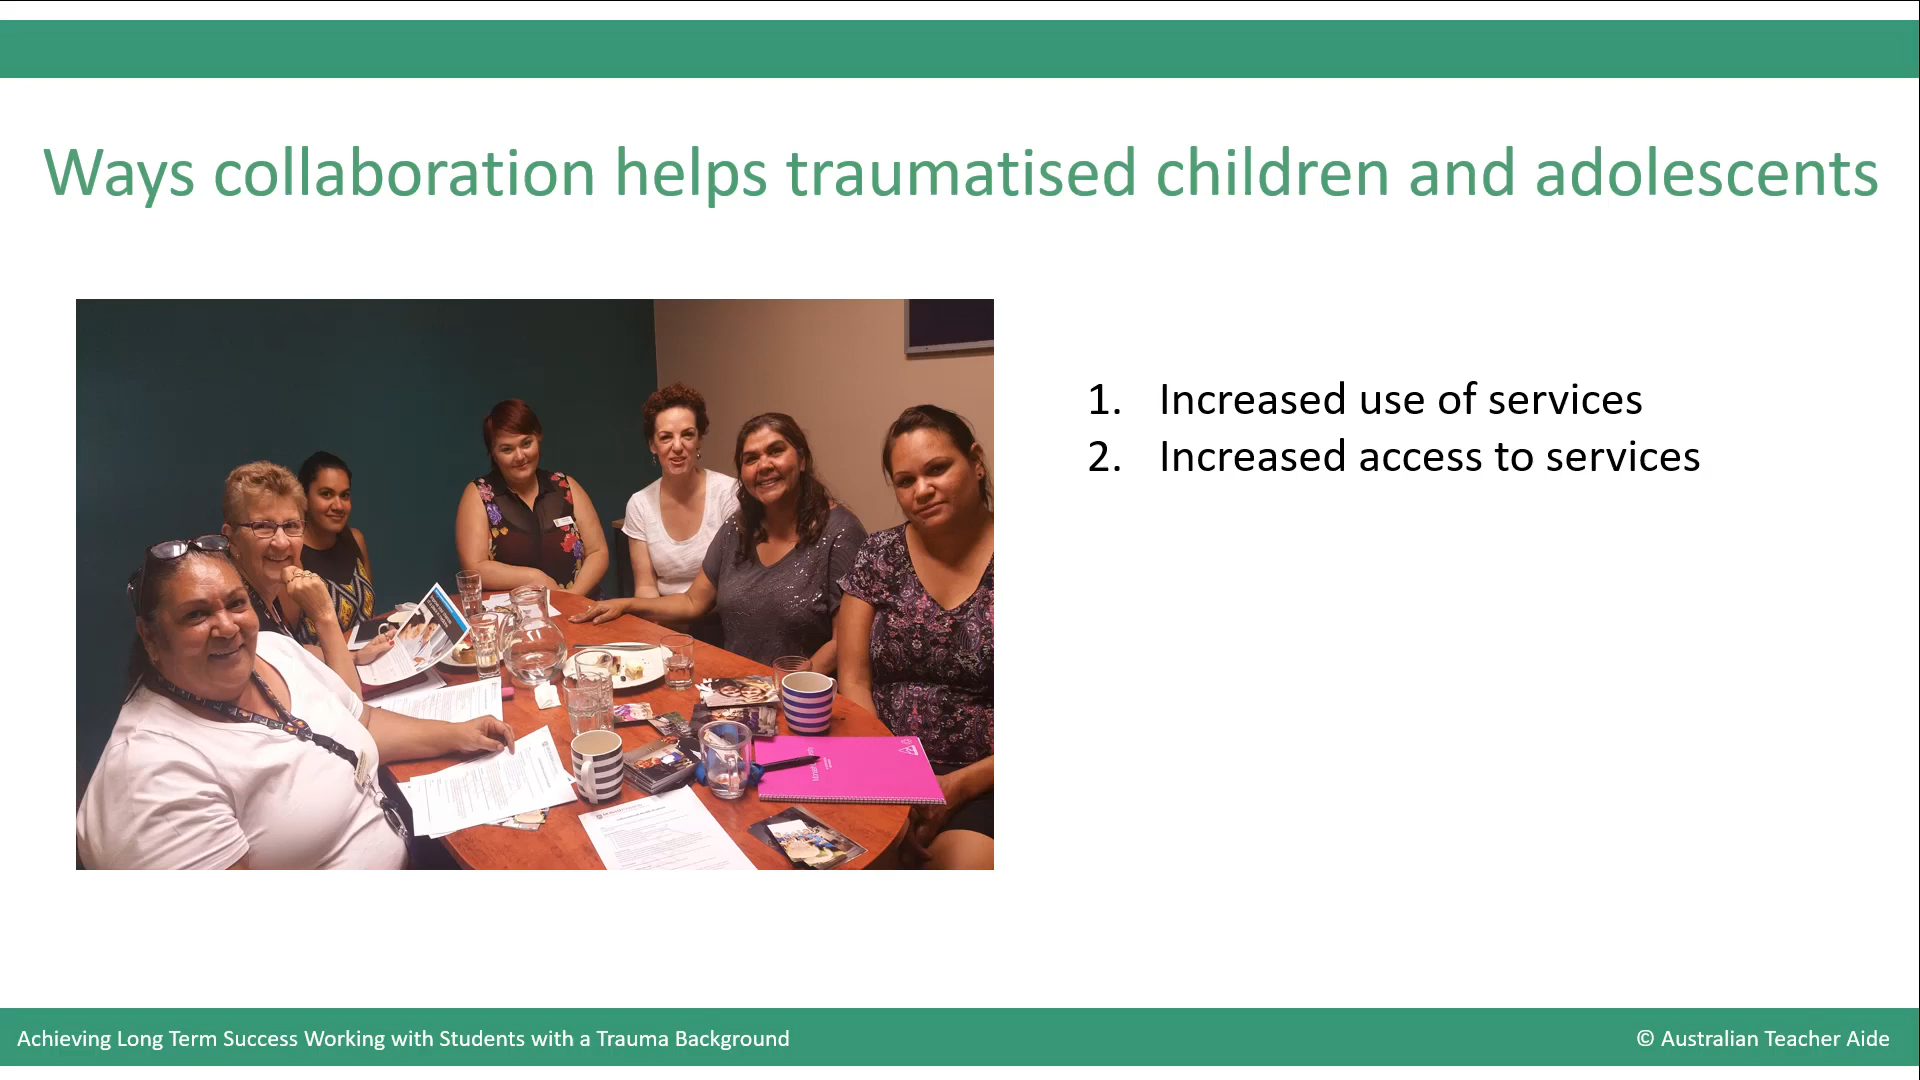 Ways collaboration helps traumatised children and adolescents
1. Increased use of services
2. Increased access to services
Achieving Long Term Success Working with Students with a Trauma Background
© Australian Teacher Aide